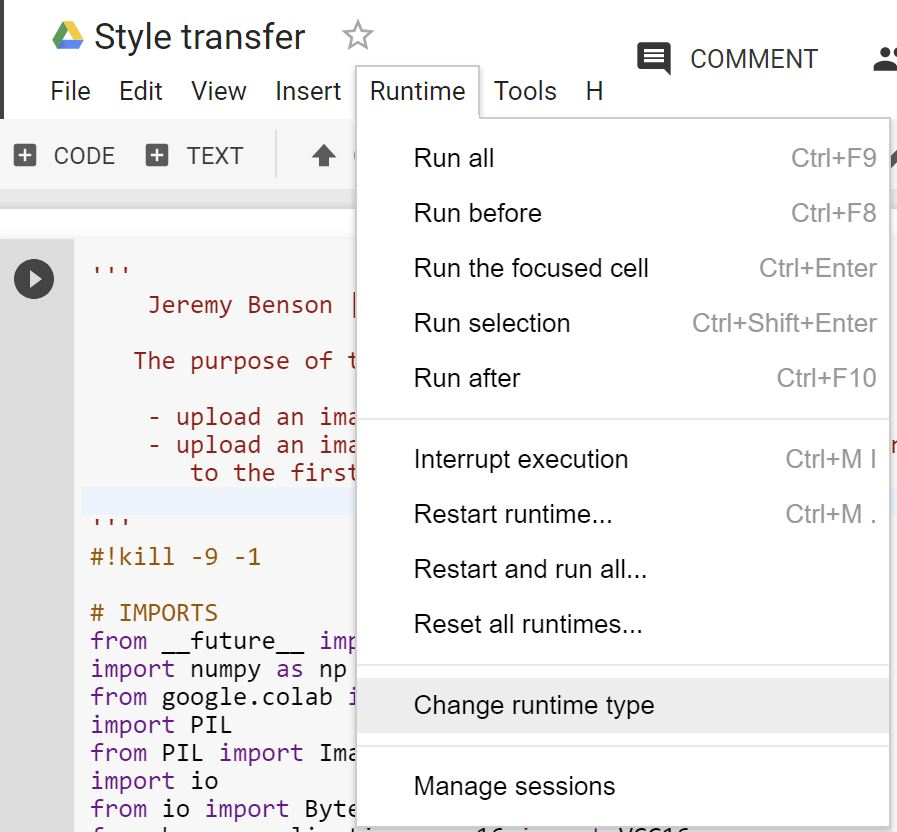 Style transfer
COMMENT
File Edit View Insert Runtime Tools H
CODE TEXT
Run all Ctrl+F9
Run before Ctrl+F8
Run the focused cell Ctrl+Enter
Run selection Ctrl+Shift+Enter
Run after Ctrl+F10
Interrupt execution Ctrl+M I
Restart runtime... Ctrl+M .
Restart and run all...
Reset all runtimes...
Change runtime type
Manage sessions
'''
Jeremy Benson |
The purpose of t
- upload an ima
- upload an ima
to the first
'''
#!kill -9 -1
# IMPORTS
from __future__ imp
import numpy as np
from google.colab i
import PIL
from PIL import Ima
import io
from io import Byte